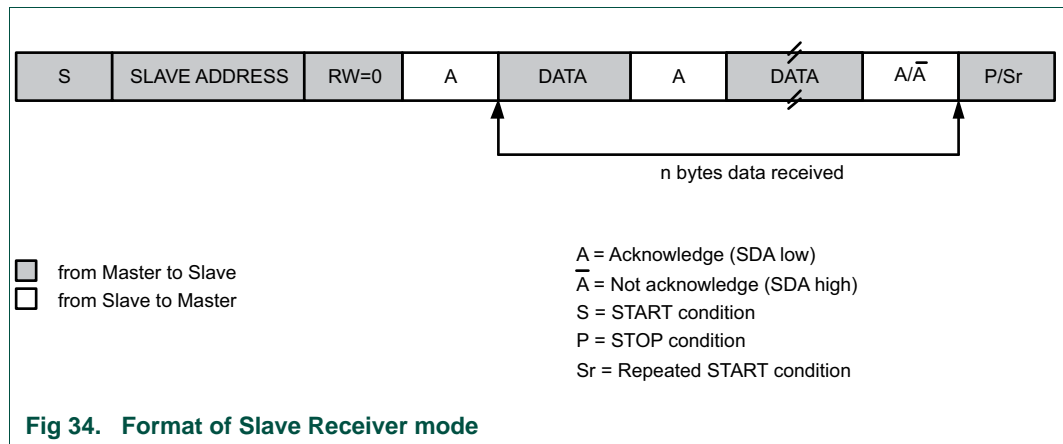 S SLAVE ADDRESS RW=0 A DATA A DATA A/A̅ P/Sr
n bytes data received
from Master to Slave
from Slave to Master
A = Acknowledge (SDA low)
A̅ = Not acknowledge (SDA high)
S = START condition
P = STOP condition
Sr = Repeated START condition
Fig 34. Format of Slave Receiver mode